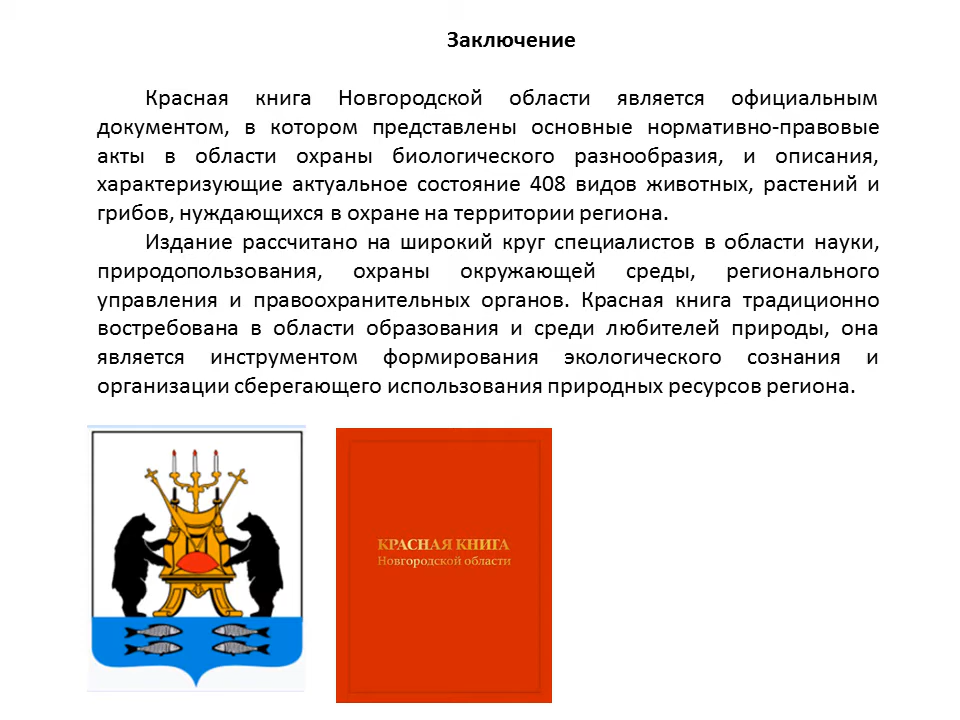 Заключение
Красная книга Новгородской области является официальным
документом, в котором представлены основные нормативно-правовые
акты в области охраны биологического разнообразия, и описания,
характеризующие актуальное состояние 408 видов животных, растений и
грибов, нуждающихся в охране на территории региона.
Издание рассчитано на широкий круг специалистов в области науки,
природопользования, охраны окружающей среды, регионального
управления и правоохранительных органов. Красная книга традиционно
востребована в области образования и среди любителей природы, она
является инструментом формирования экологического сознания и
организации сберегающего использования природных ресурсов региона.
КРАСНАЯ КНИГА
Новгородской области